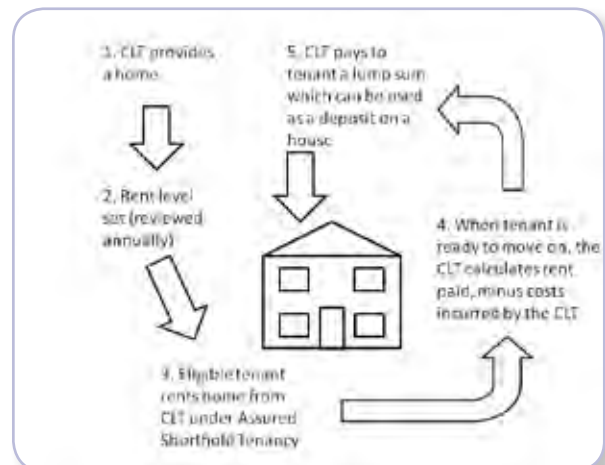 1. CLT provides
a home
2. Rent level
set (reviewed
annually)
3. Eligible tenant
rents home from
CLT under Assured
Shorthold Tenancy
4. When tenant is
ready to move on, the
CLT calculates rent
paid, minus costs
incurred by the CLT
5. CLT pays to
tenant a lump sum
which can be used
as a deposit on a
house